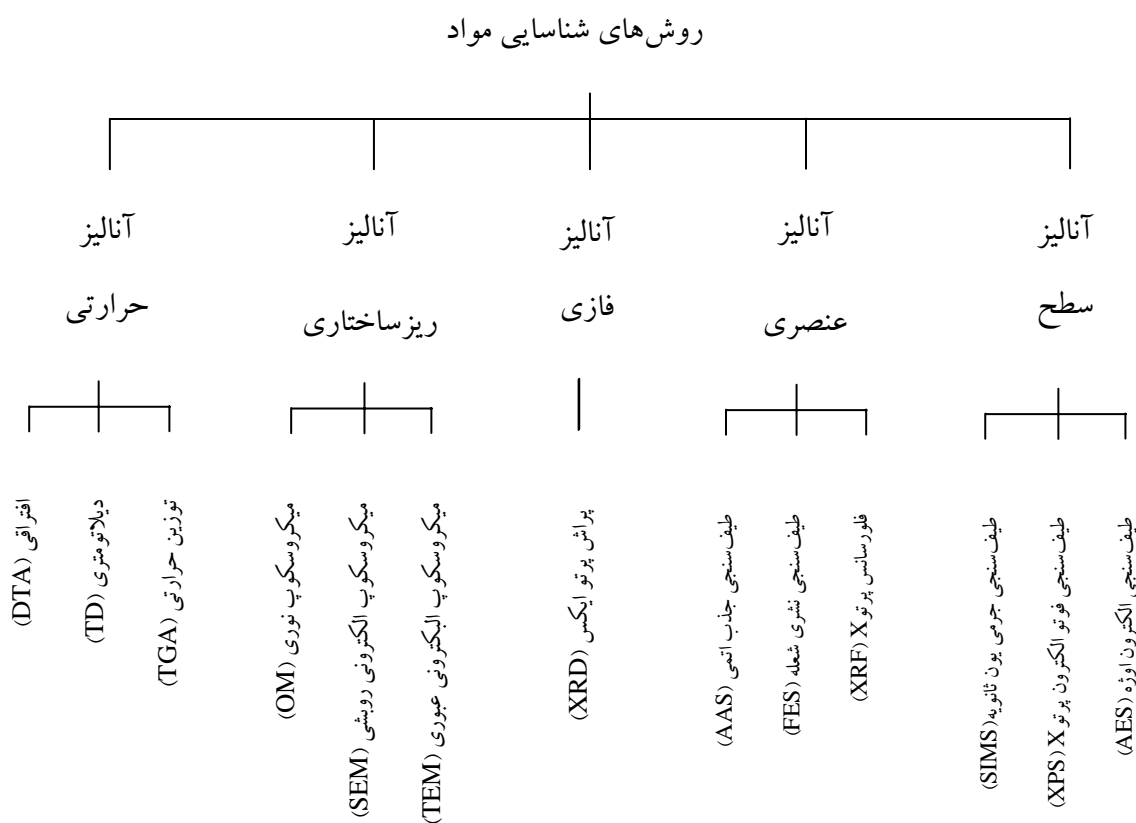 روش‌های شناسایی مواد
آنالیز
سطح
آنالیز
عنصری
آنالیز
فازی
آنالیز
ریزساختاری
آنالیز
حرارتی
طیف‌سنجی الکترون اوژه (AES)
طیف‌سنجی فوتو الکترون پرتو X (XPS)
طیف‌سنجی جرمی یون ثانویه (SIMS)
فلورسانس پرتو X (XRF)
طیف‌سنجی نشری شعله (FES)
طیف‌سنجی جذب اتمی (AAS)
پراش پرتو ایکس (XRD)
میکروسکوپ الیکترونی عبوری (TEM)
میکروسکوپ الکترونی روبشی (SEM)
میکروسکوپ نوری (OM)
توزین حرارتی (TGA)
دیلاتومتری (TD)
افتراقی (DTA)